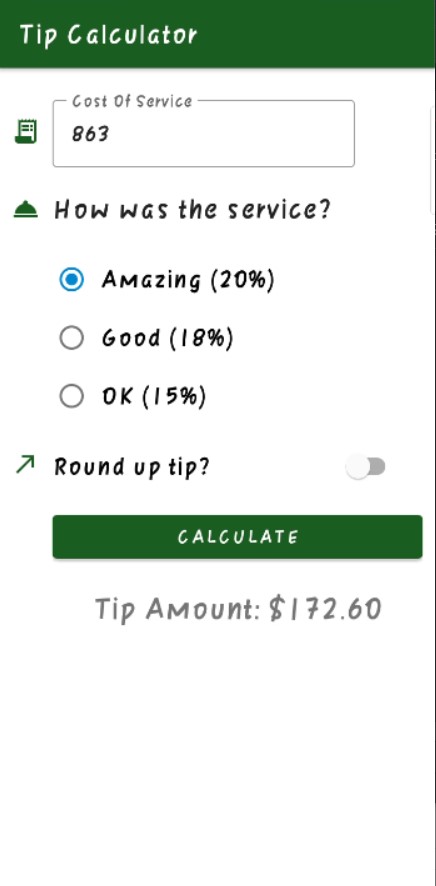 Tip Calculator
Cost Of Service
863
How was the service?
Amazing (20%)
Good (18%)
OK (15%)
Round up tip?
CALCULATE
Tip Amount: $172.60